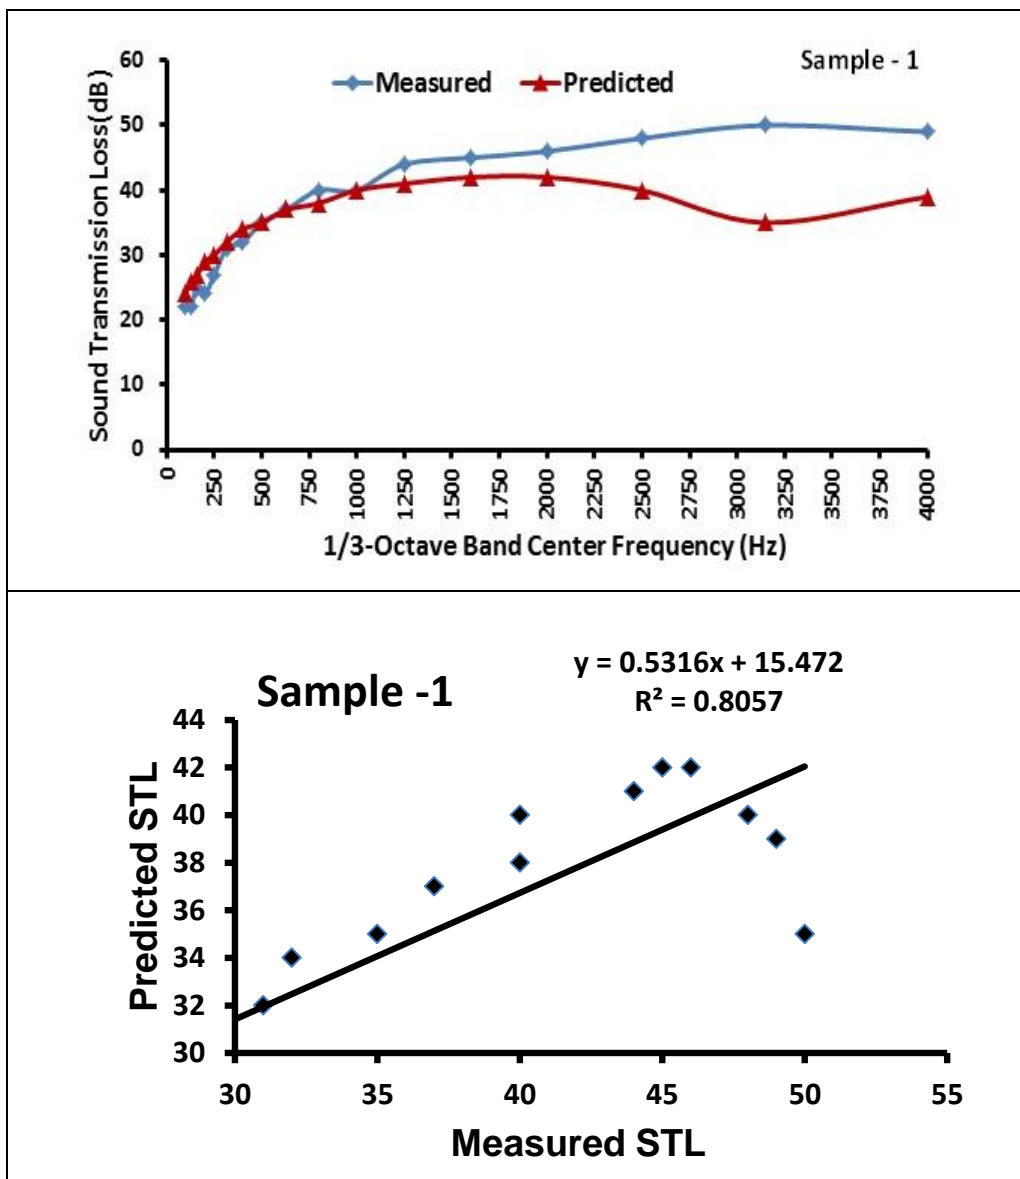 Sample - 1
Measured Predicted
Sound Transmission Loss(dB)
60
50
40
30
20
10
0
0 250 500 750 1000 1250 1500 1750 2000 2250 2500 2750 3000 3250 3500 3750 4000
1/3-Octave Band Center Frequency (Hz)
y = 0.5316x + 15.472
R² = 0.8057
Sample -1
Predicted STL
44
42
40
38
36
34
32
30
30 35 40 45 50 55
Measured STL